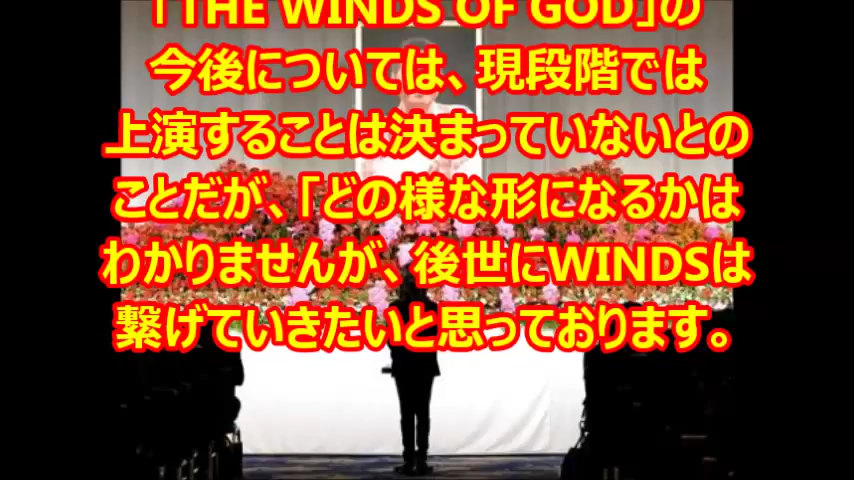 「THE WINDS OF GOD」の
今後については、現段階では
上演することは決まっていないとの
ことだが、「どの様な形になるかは
わかりませんが、後世にWINDSは
繋げていきたいと思っております。